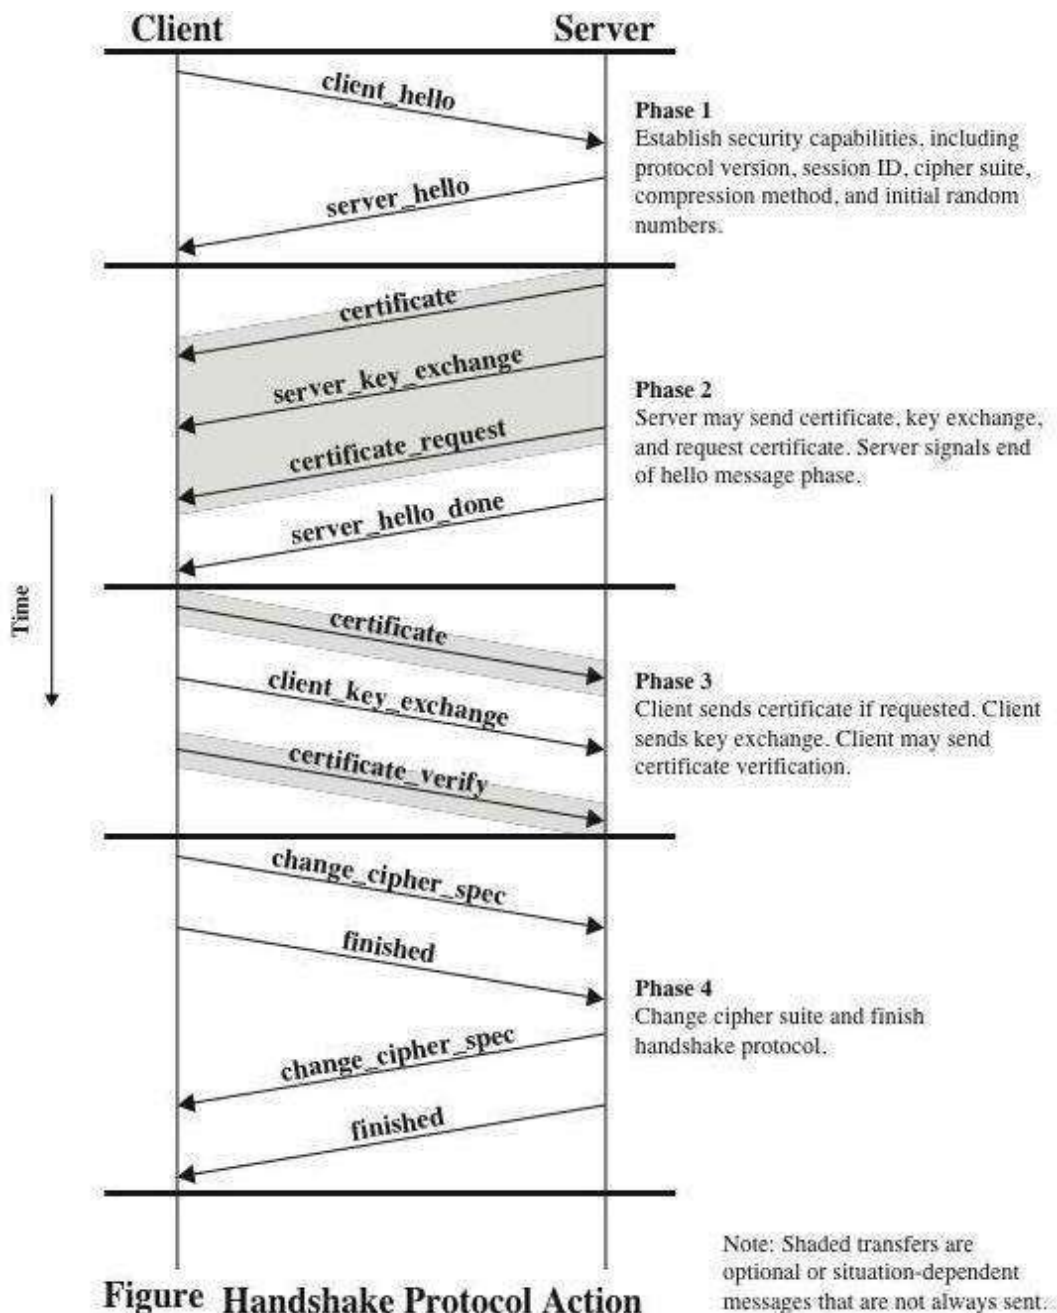 Client
Server
client_hello
server_hello
Phase 1
Establish security capabilities, including
protocol version, session ID, cipher suite,
compression method, and initial random
numbers.
certificate
server_key_exchange
certificate_request
server_hello_done
Phase 2
Server may send certificate, key exchange,
and request certificate. Server signals end
of hello message phase.
Time
certificate
client_key_exchange
certificate_verify
Phase 3
Client sends certificate if requested. Client
sends key exchange. Client may send
certificate verification.
change_cipher_spec
finished
change_cipher_spec
finished
Phase 4
Change cipher suite and finish
handshake protocol.
Note: Shaded transfers are
optional or situation-dependent
messages that are not always sent
Figure Handshake Protocol Action